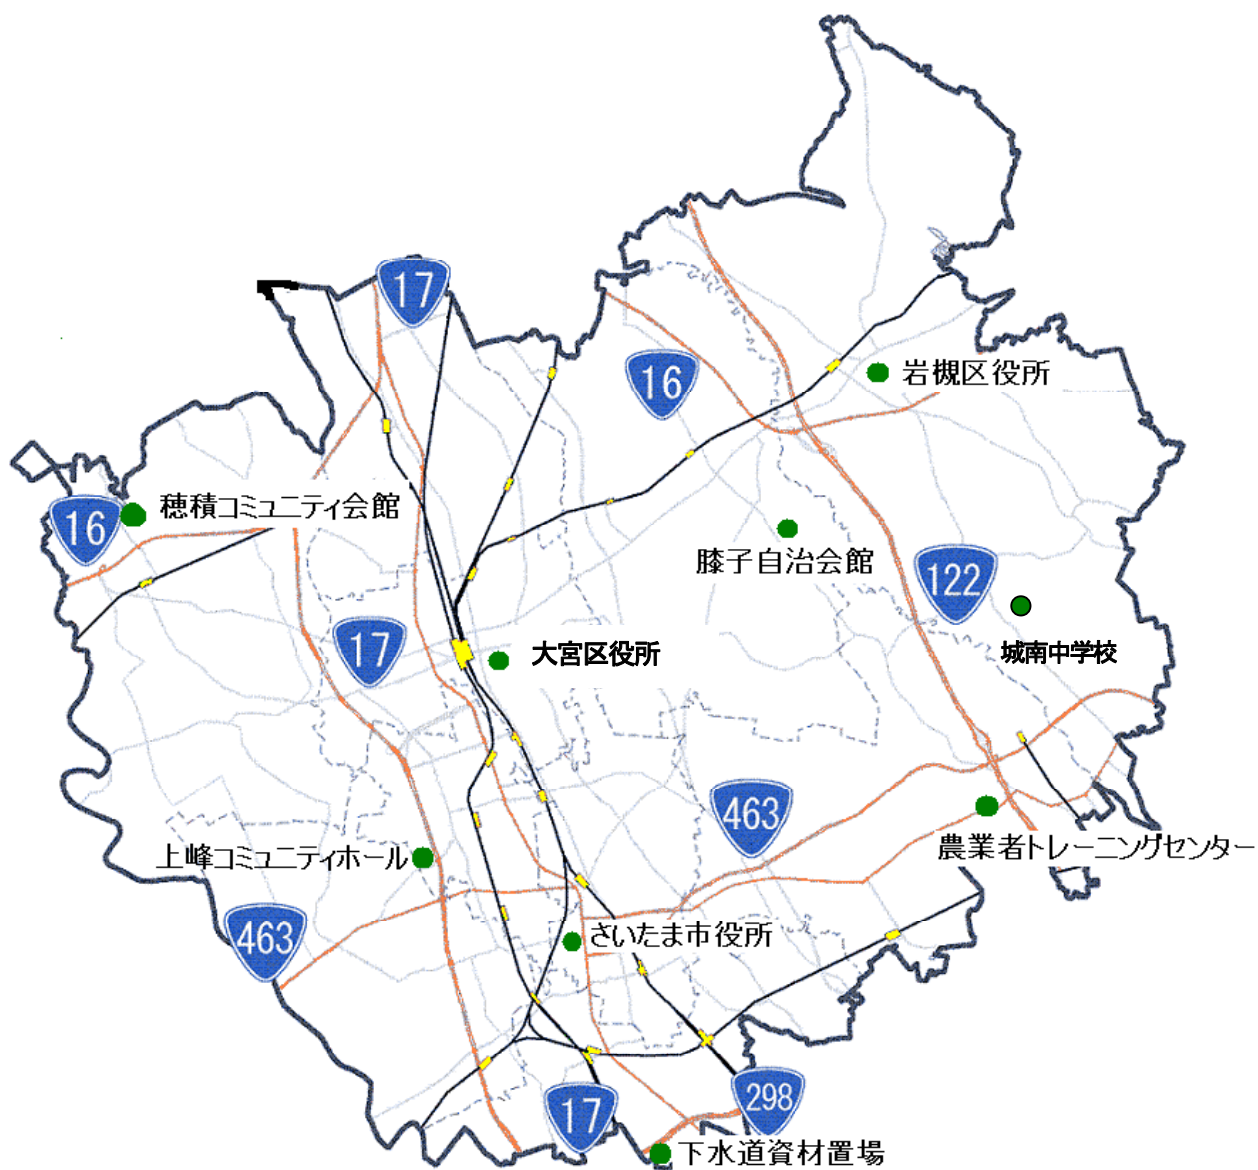 17
16
岩槻区役所
穂積コミュニティ会館
16
膝子自治会館
122
17
大宮区役所
城南中学校
463
上峰コミュニティホール
農業者トレーニングセンター
463
さいたま市役所
17
298
下水道資材置場